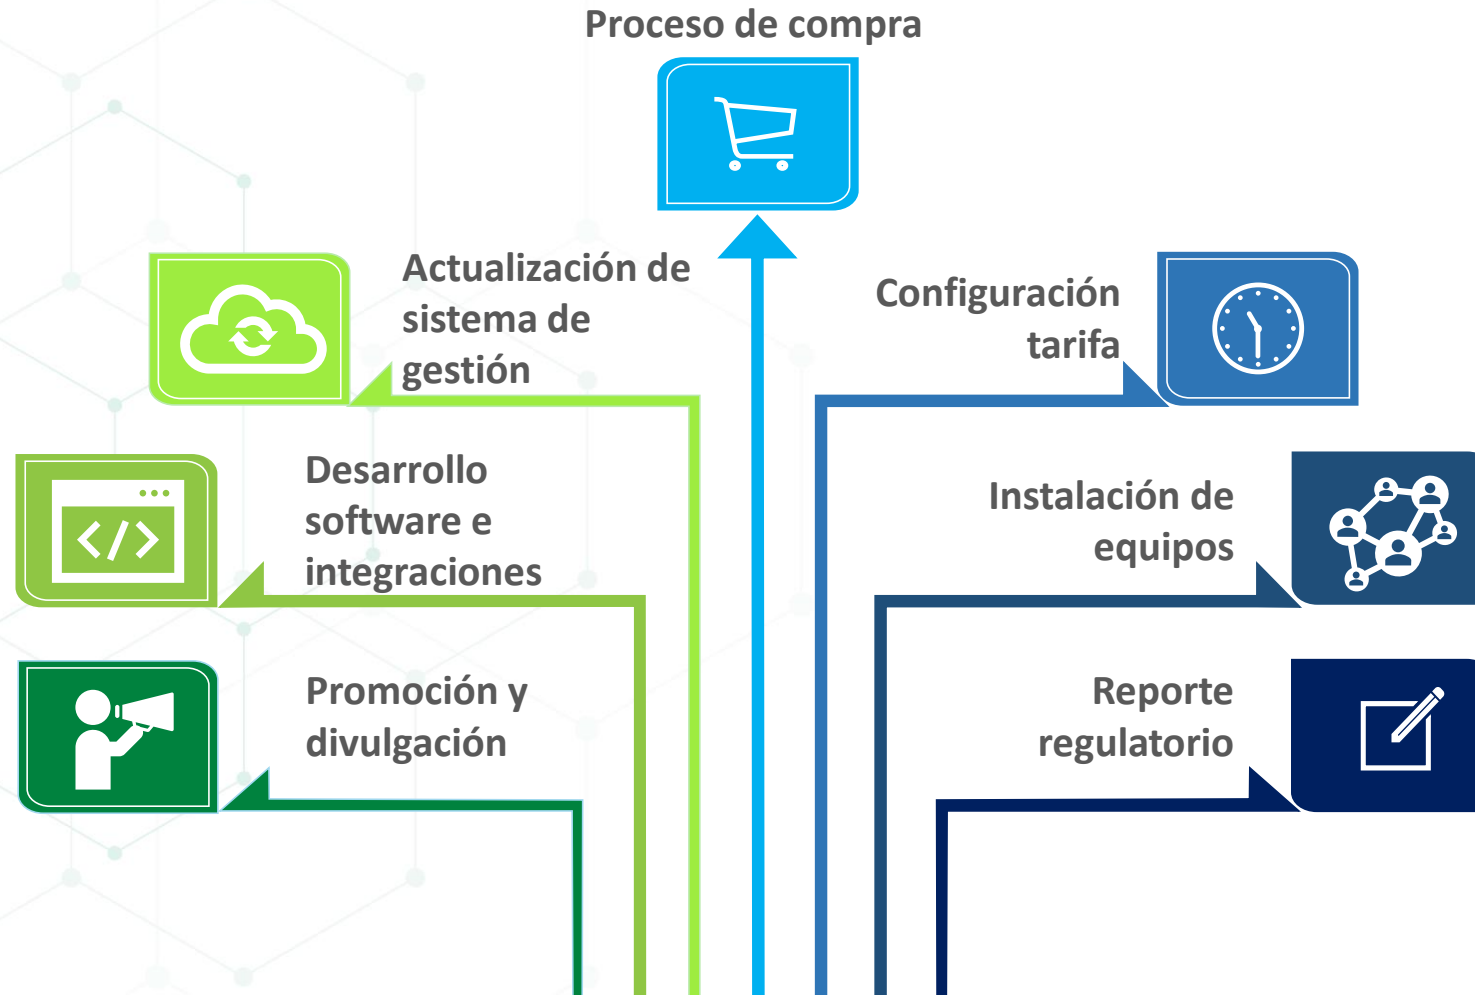 Proceso de compra
Actualización de
sistema de
gestión
Configuración
tarifa
Desarrollo
software e
integraciones
Instalación de
equipos
Promoción y
divulgación
Reporte
regulatorio